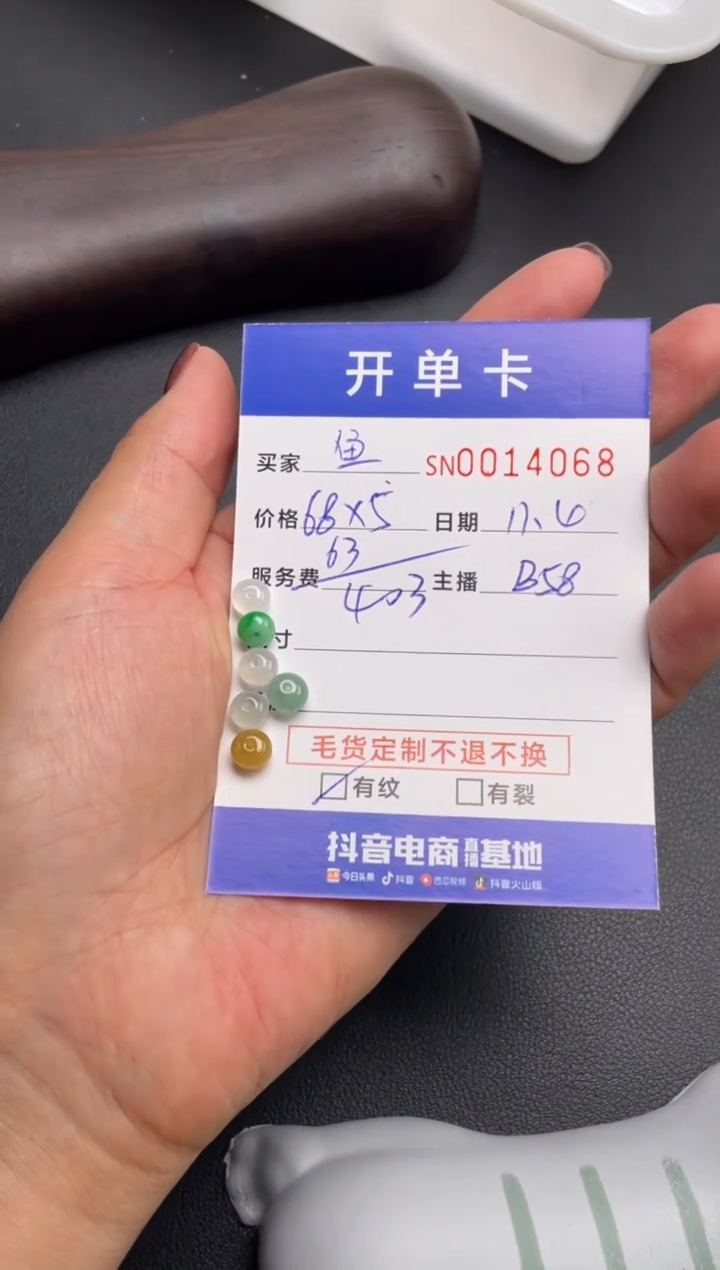 开单卡
买家 鱼 SN0014068
价格 68×5 日期 11.6
63
服务费 403 主播 B58
寸
毛货定制不退不换
有纹 有裂
抖音电商直播基地
今日头条 抖音 西瓜视频 抖音火山版